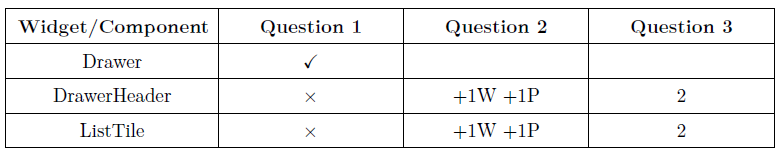 Widget/Component Question 1 Question 2 Question 3
Drawer ✓
DrawerHeader × +1W +1P 2
ListTile × +1W +1P 2